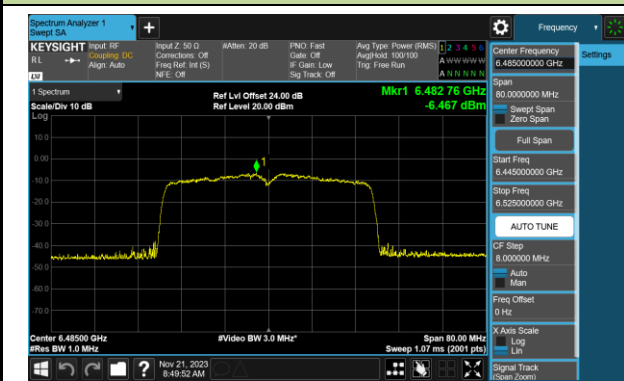 Spectrum Analyzer 1
Swept SA
Frequency
KEYSIGHT Input: RF
RL
Coupling: DC
Align: Auto
Input Z: 50 Ω
Corrections: Off
Freq Ref: Int (S)
NFE: Off
#Atten: 20 dB
PNO: Fast
Gate: Off
IF Gain: Low
Sig Track: Off
Avg Type: Power (RMS)
Avg|Hold: 100/100
Trig: Free Run
1 2 3 4 5 6
A W W W W W
A N N N N N
1 Spectrum
Scale/Div 10 dB
Log
Ref Lvl Offset 24.00 dB
Ref Level 20.00 dBm
Mkr1 6.482 76 GHz
-6.467 dBm
10.0
0.00
-10.0
-20.0
-30.0
-40.0
-50.0
-60.0
-70.0
1
Center 6.48500 GHz
#Res BW 1.0 MHz
#Video BW 3.0 MHz*
Span 80.00 MHz
Sweep 1.07 ms (2001 pts)
Nov 21, 2023
8:49:52 AM
Center Frequency
6.485000000 GHz
Settings
Span
80.0000000 MHz
Swept Span
Zero Span
Full Span
Start Freq
6.445000000 GHz
Stop Freq
6.525000000 GHz
AUTO TUNE
CF Step
8.000000 MHz
Auto
Man
Freq Offset
0 Hz
X Axis Scale
Log
Lin
Signal Track
(Span Zoom)